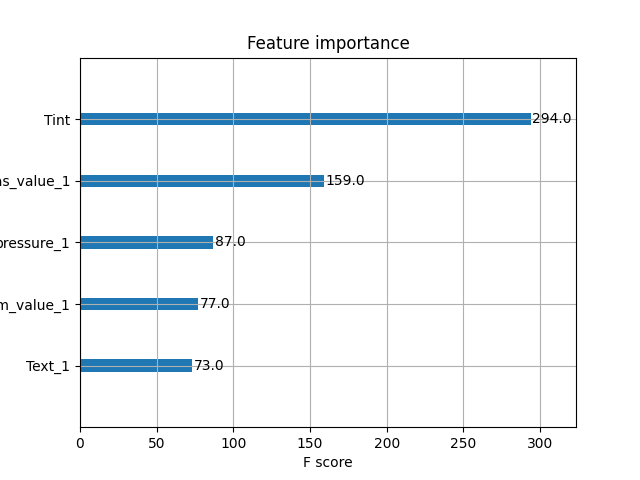 Feature importance
Tint
294.0
s_value_1
159.0
pressure_1
87.0
m_value_1
77.0
Text_1
73.0
0 50 100 150 200 250 300
F score